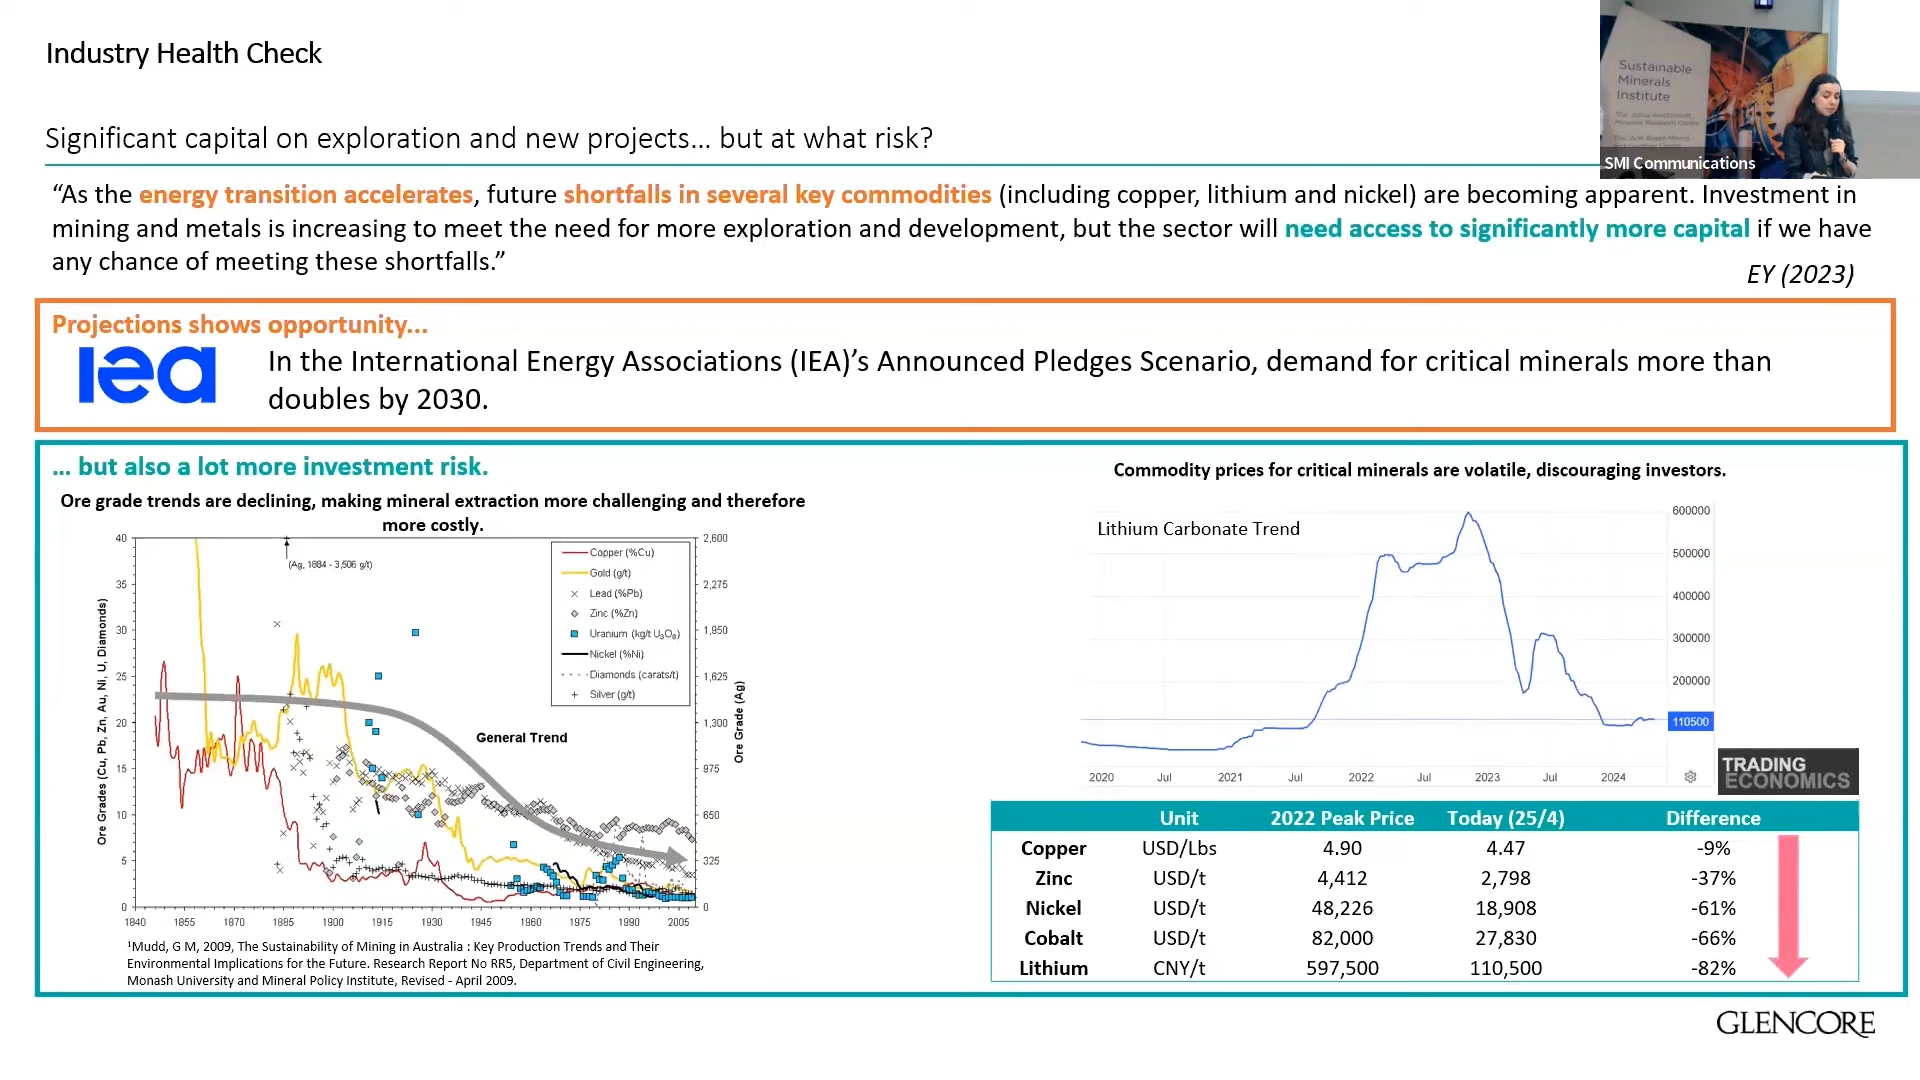 Industry Health Check
Significant capital on exploration and new projects... but at what risk?
Sustainable
Minerals
Institute
SMI Communications
“As the energy transition accelerates, future shortfalls in several key commodities (including copper, lithium and nickel) are becoming apparent. Investment in
mining and metals is increasing to meet the need for more exploration and development, but the sector will need access to significantly more capital if we have
any chance of meeting these shortfalls.”
EY (2023)
Projections shows opportunity...
iea
In the International Energy Associations (IEA)’s Announced Pledges Scenario, demand for critical minerals more than
doubles by 2030.
... but also a lot more investment risk.
Ore grade trends are declining, making mineral extraction more challenging and therefore
more costly.
40
35
30
25
20
15
10
5
0
Ore Grades (Cu, Pb, Zn, Au, Ni, U, Diamonds)
(Ag, 1884 - 3,506 g/t)
Copper (%Cu)
Gold (g/t)
Lead (%Pb)
Zinc (%Zn)
Uranium (kg/t U₃O₈)
Nickel (%Ni)
Diamonds (carats/t)
Silver (g/t)
General Trend
2,600
2,275
1,950
1,625
1,300
975
650
325
0
Ore Grade (Ag)
1840 1855 1870 1885 1900 1915 1930 1945 1960 1975 1990 2005
¹Mudd, G M, 2009, The Sustainability of Mining in Australia : Key Production Trends and Their
Environmental Implications for the Future. Research Report No RR5, Department of Civil Engineering,
Monash University and Mineral Policy Institute, Revised - April 2009.
Commodity prices for critical minerals are volatile, discouraging investors.
Lithium Carbonate Trend
600000
500000
400000
300000
200000
110500
2020 Jul 2021 Jul 2022 Jul 2023 Jul 2024
TRADING
ECONOMICS
Unit 2022 Peak Price Today (25/4) Difference
Copper USD/Lbs 4.90 4.47 -9%
Zinc USD/t 4,412 2,798 -37%
Nickel USD/t 48,226 18,908 -61%
Cobalt USD/t 82,000 27,830 -66%
Lithium CNY/t 597,500 110,500 -82%
GLENCORE